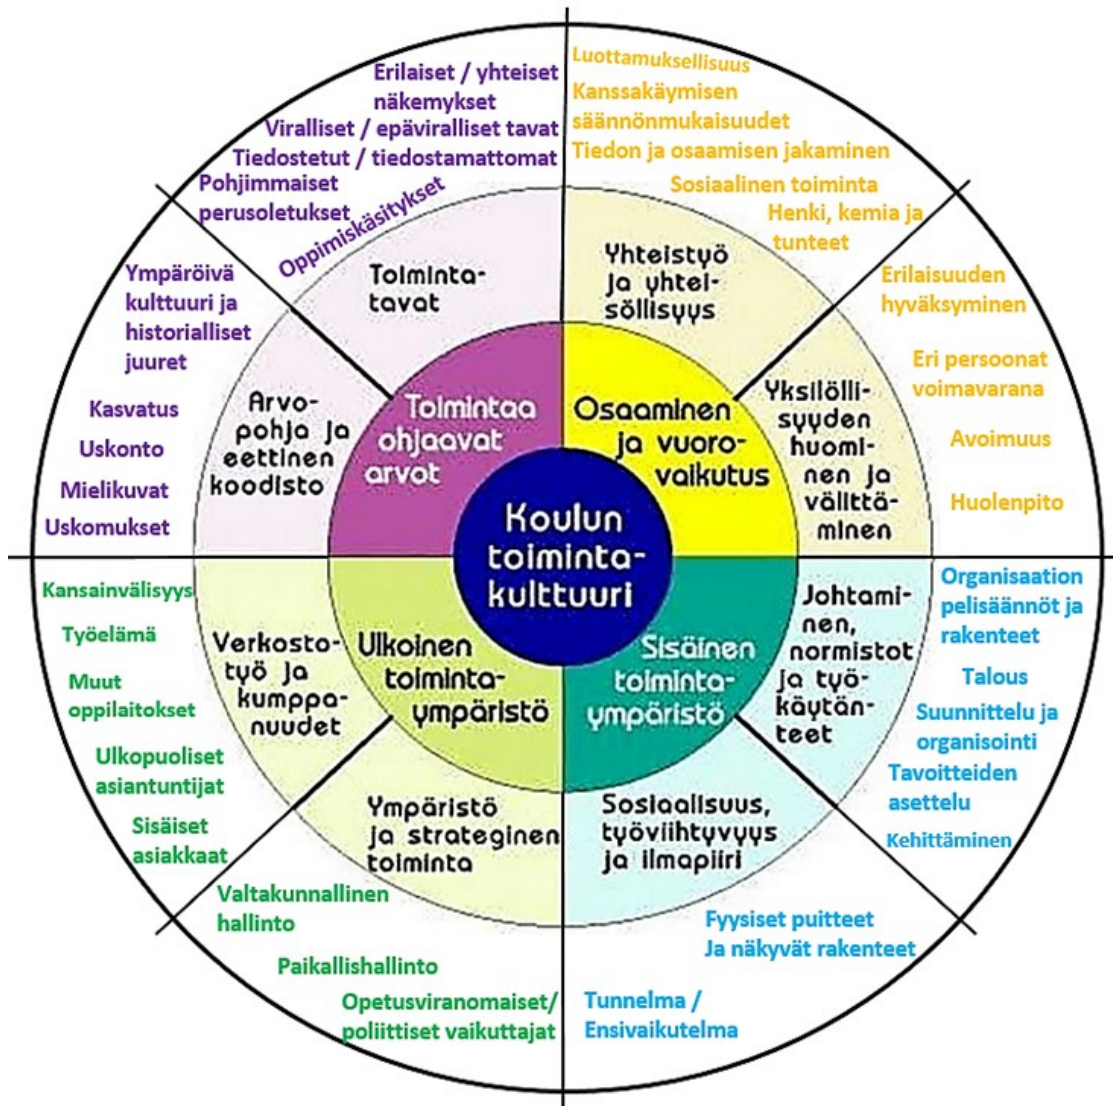 Erilaiset / yhteiset
näkemykset
Viralliset / epäviralliset tavat
Tiedostetut / tiedostamattomat
Pohjimmaiset
perusoletukset
Oppimiskäsitykset
Toiminta-
tavat
Luottamuksellisuus
Kanssakäymisen
säännönmukaisuudet
Tiedon ja osaamisen jakaminen
Sosiaalinen toiminta
Henki, kemia ja
tunteet
Yhteistyö
ja yhtei-
söllisyys
Erilaisuuden
hyväksyminen
Eri persoonat
voimavarana
Avoimuus
Huolenpito
Yksilölli-
syyden
huomi-
nen ja
välittä-
minen
Ympäröivä
kulttuuri ja
historialliset
juuret
Kasvatus
Uskonto
Mielikuvat
Uskomukset
Arvo-
pohja ja
eettinen
koodisto
Toimintaa
ohjaavat
arvot
Osaaminen
ja vuoro-
vaikutus
Koulun
toiminta-
kulttuuri
Ulkoinen
toiminta-
ympäristö
Sisäinen
toiminta-
ympäristö
Kansainvälisyys
Työelämä
Muut
oppilaitokset
Ulkopuoliset
asiantuntijat
Sisäiset
asiakkaat
Verkosto-
työ ja
kumppa-
nuudet
Johtami-
nen,
normistot
ja työ-
käytän-
teet
Organisaation
pelisäännöt ja
rakenteet
Talous
Suunnittelu ja
organisointi
Tavoitteiden
asettelu
Kehittäminen
Ympäristö
ja strateginen
toiminta
Sosiaalisuus,
työviihtyvyys
ja ilmapiiri
Valtakunnallinen
hallinto
Paikallishallinto
Opetusviranomaiset/
poliittiset vaikuttajat
Fyysiset puitteet
Ja näkyvät rakenteet
Tunnelma /
Ensivaikutelma